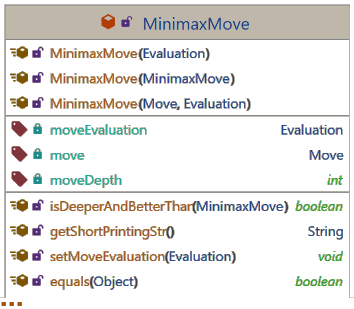 MinimaxMove
MinimaxMove(Evaluation)
MinimaxMove(MinimaxMove)
MinimaxMove(Move, Evaluation)
moveEvaluation Evaluation
move Move
moveDepth int
isDeeperAndBetterThan(MinimaxMove) boolean
getShortPrintingStr() String
setMoveEvaluation(Evaluation) void
equals(Object) boolean
...